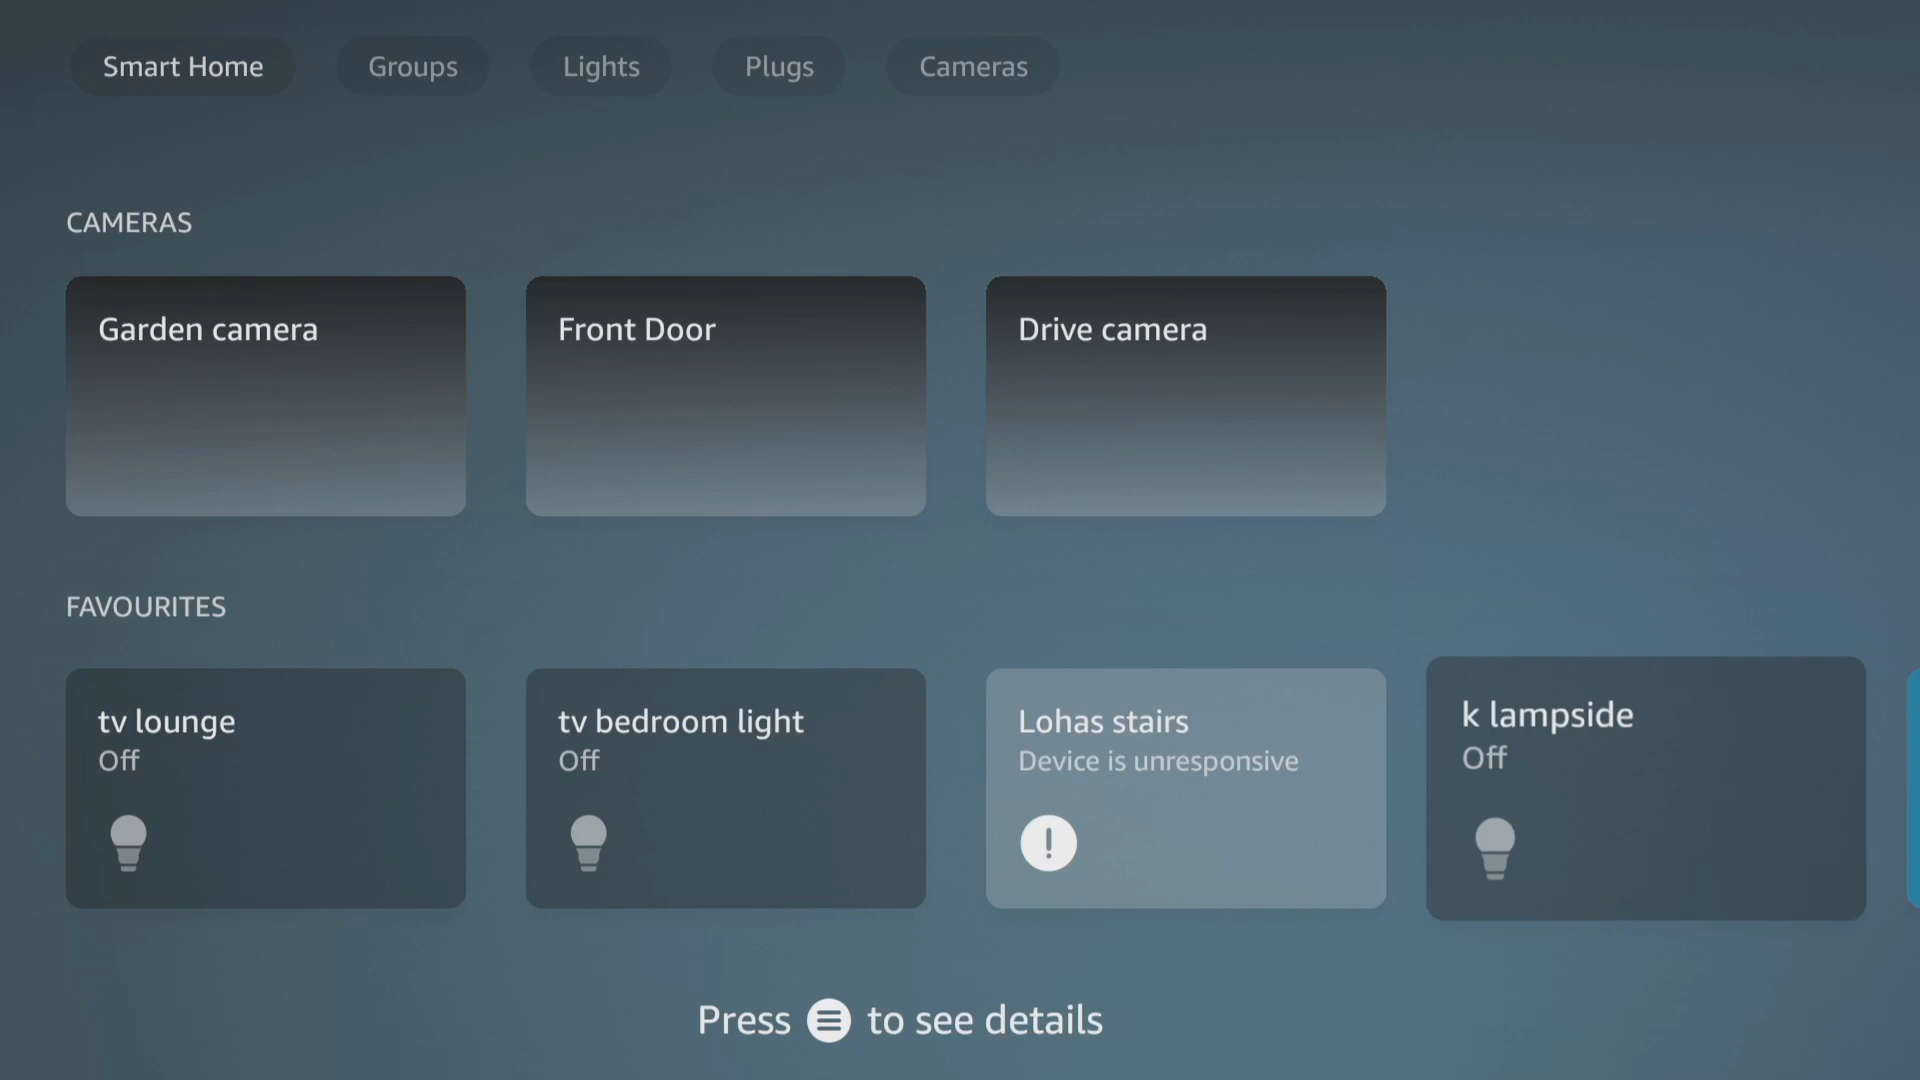 Smart Home
Groups
Lights
Plugs
Cameras
CAMERAS
Garden camera
Front Door
Drive camera
FAVOURITES
tv lounge
Off
tv bedroom light
Off
Lohas stairs
Device is unresponsive
k lampside
Off
Press to see details